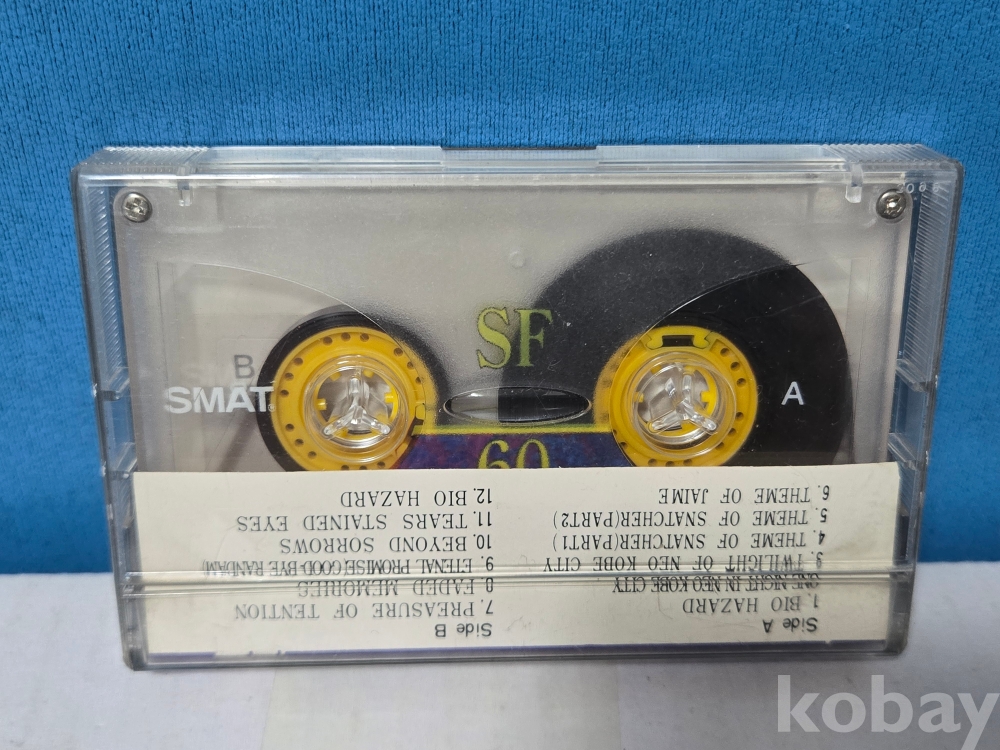 2066
SF
B
SMAT
A
60
Side A
1. BIO HAZARD
ONE NIGHT IN NEO KOBE CITY
3. TWILIGHT OF NEO KOBE CITY
4. THEME OF SNATCHER(PART1)
5. THEME OF SNATCHER(PART2)
6. THEME OF JAIME
Side B
7. PREASURE OF TENTION
8. FADED MEMORIES
9. ETENAL PROMISE(GOOD-BYE RANDAM)
10. BEYOND SORROWS
11. TEARS STAINED EYES
12. BIO HAZARD
kobay